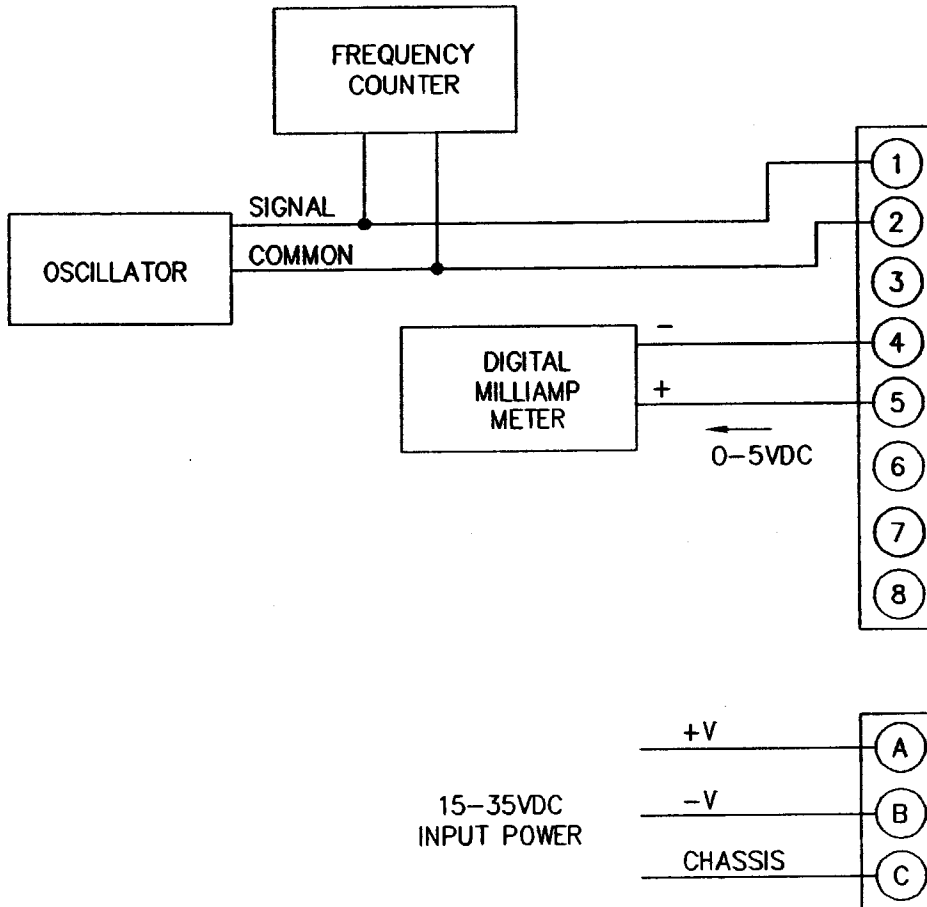 FREQUENCY
COUNTER
1
SIGNAL
2
OSCILLATOR
COMMON
3
-
4
DIGITAL
MILLIAMP
METER
+
5
0-5VDC
6
7
8
+V
A
15-35VDC
INPUT POWER
-V
B
CHASSIS
C